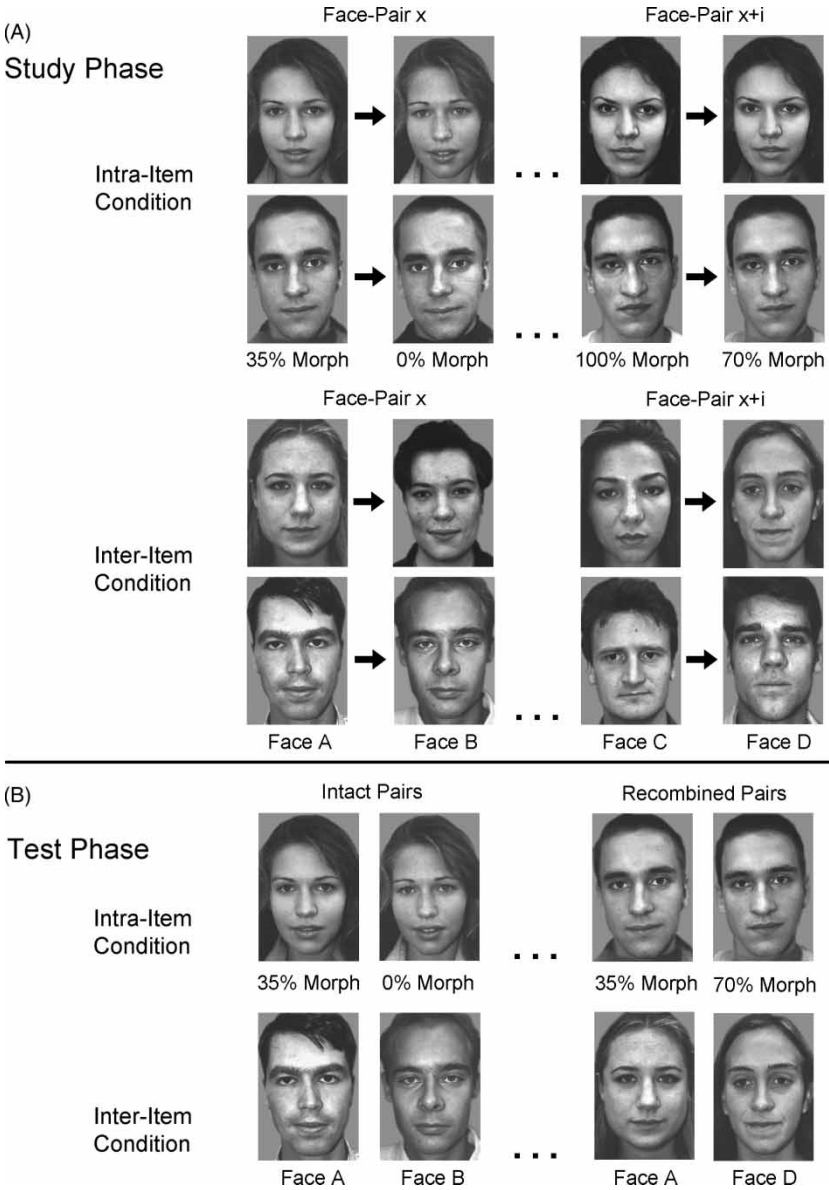 (A)
Face-Pair x Face-Pair x+i
Study Phase
Intra-Item
Condition
. . .
. . .
35% Morph 0% Morph 100% Morph 70% Morph
Face-Pair x Face-Pair x+i
Inter-Item
Condition
. . .
Face A Face B Face C Face D
(B)
Intact Pairs Recombined Pairs
Test Phase
Intra-Item
Condition
. . .
35% Morph 0% Morph 35% Morph 70% Morph
Inter-Item
Condition
. . .
Face A Face B Face A Face D